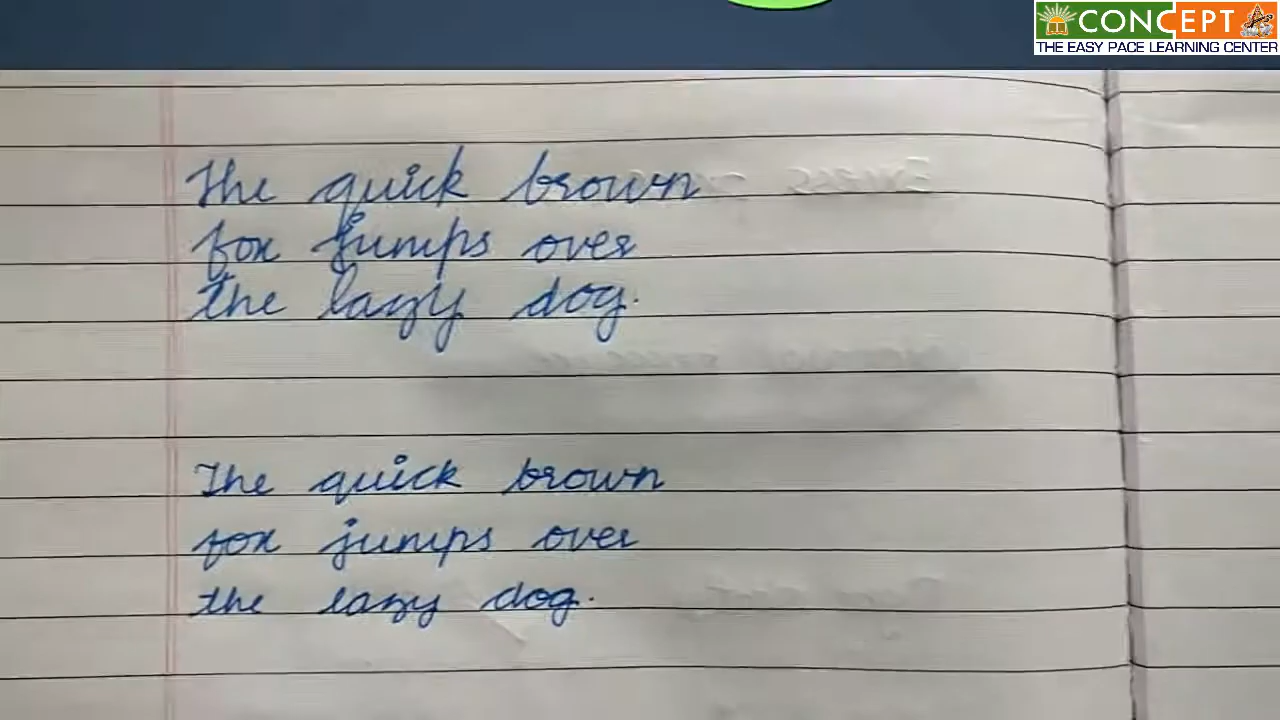 CONCEPT
THE EASY PACE LEARNING CENTER
The quick brown
fox jumps over
the lazy dog.
The quick brown
fox jumps over
the lazy dog.